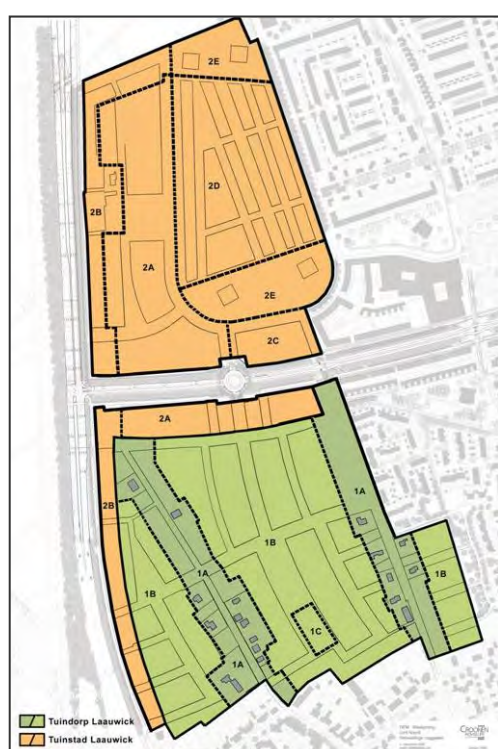 2E
2D
2B
2A
2E
2C
2A
2B
1A
1B
1B
1B
1A
1C
1A
Tuindorp Laauwick
Tuinstad Laauwick